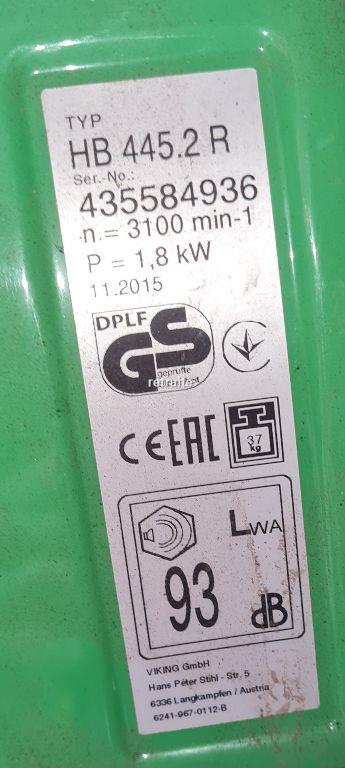 TYP
HB 445.2 R
Ser.-No.:
435584936
n = 3100 min-1
P = 1,8 kW
11.2015
DPLF
GS
geprüfte
CE EAC
37
kg
LWA
93 dB
VIKING GmbH
Hans Peter Stihl - Str. 5
6336 Langkampfen / Austria
6241-967-0112-B